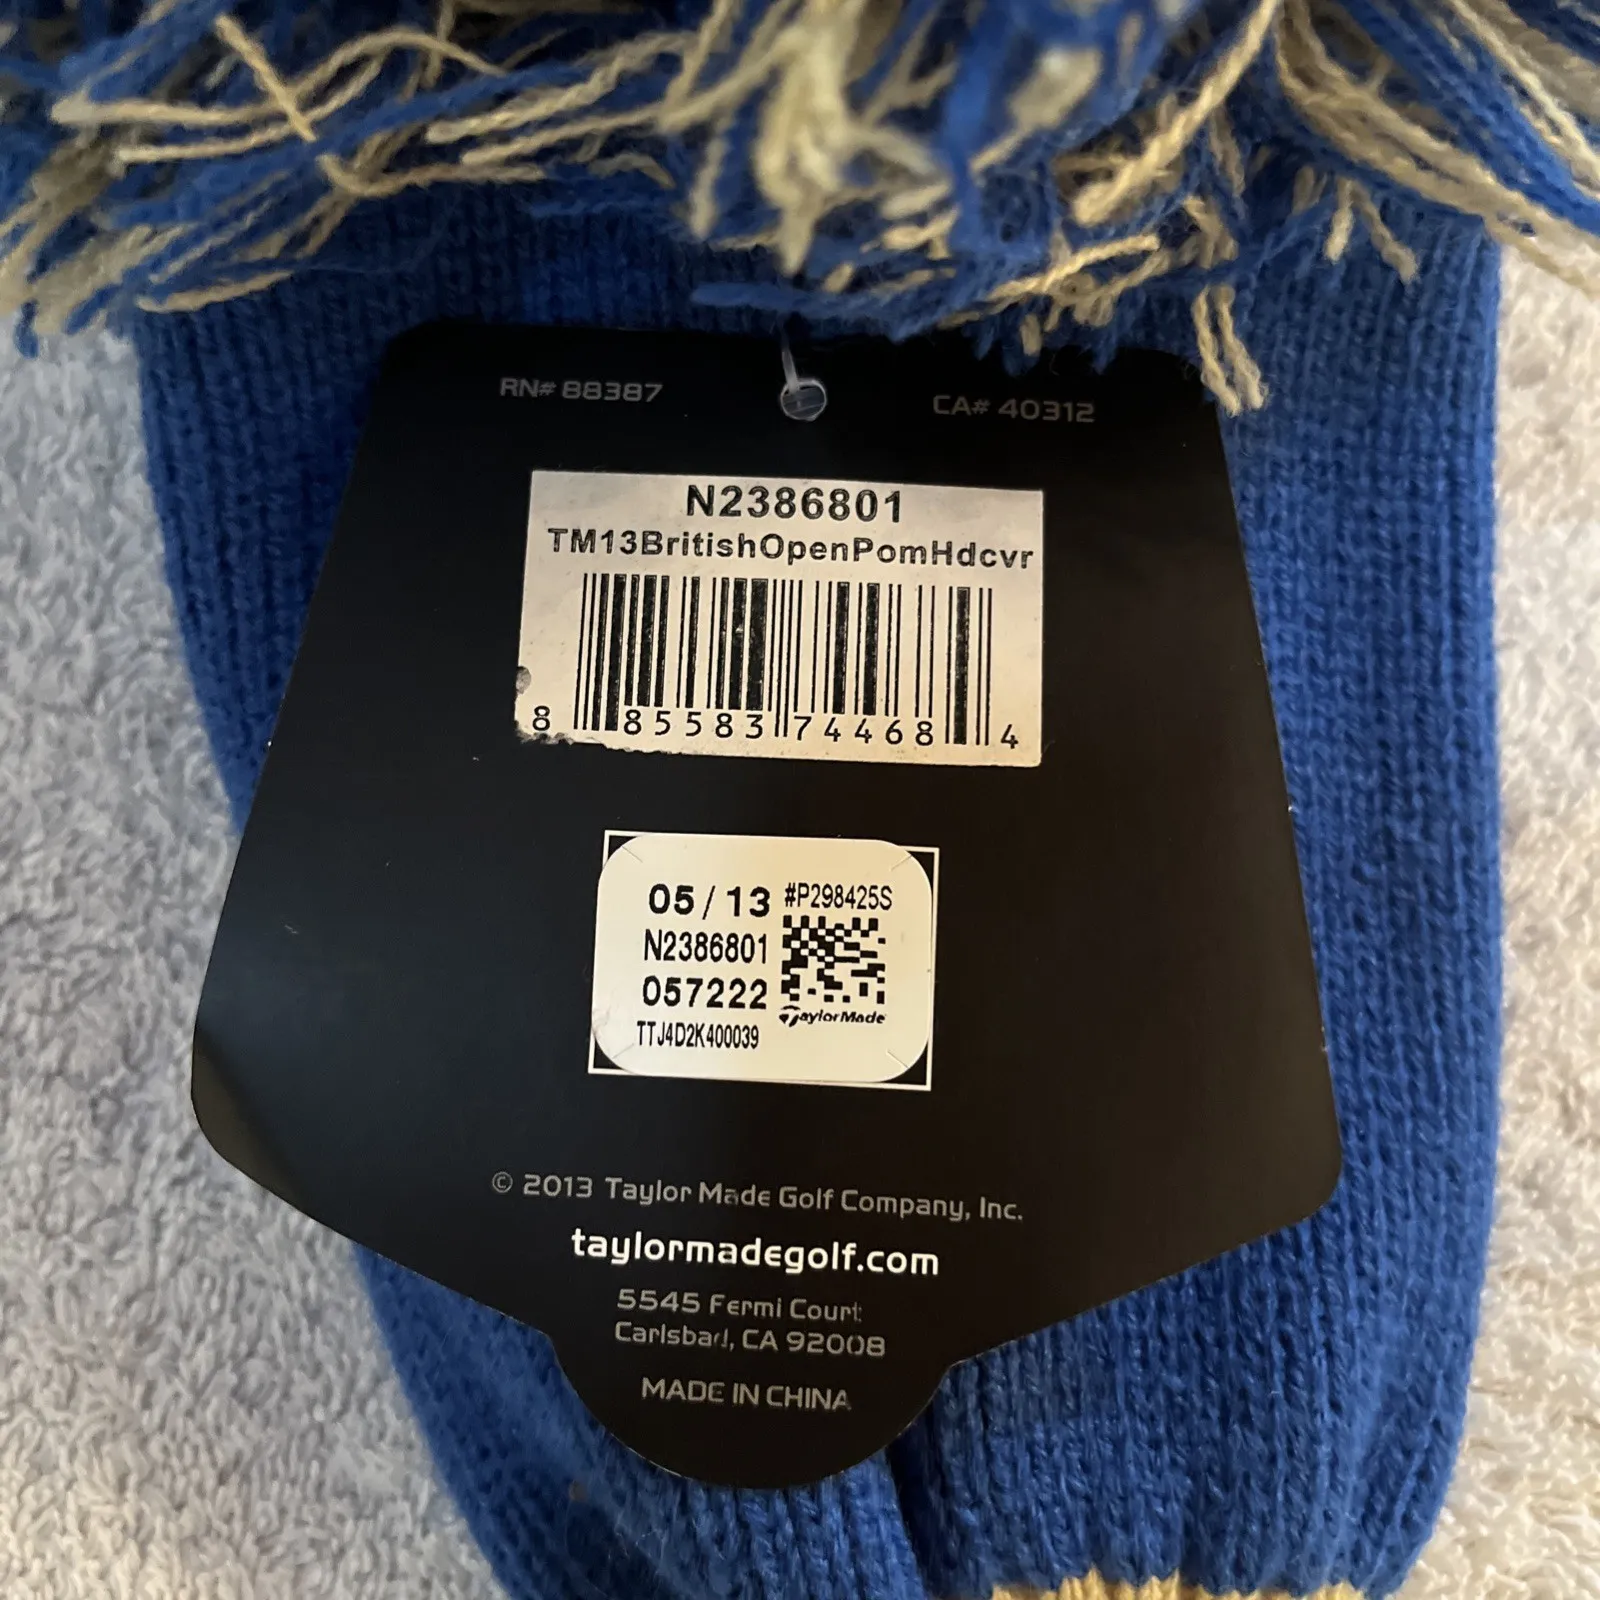 RN# 88387
CA# 40312
N2386801
TM13BritishOpenPomHdcvr
8 85583 74468 4
05/13 #P298425S
N2386801
057222
TaylorMade
TTJ4D2K400039
© 2013 Taylor Made Golf Company, Inc.
taylormadegolf.com
5545 Fermi Court
Carlsbad, CA 92008
MADE IN CHINA